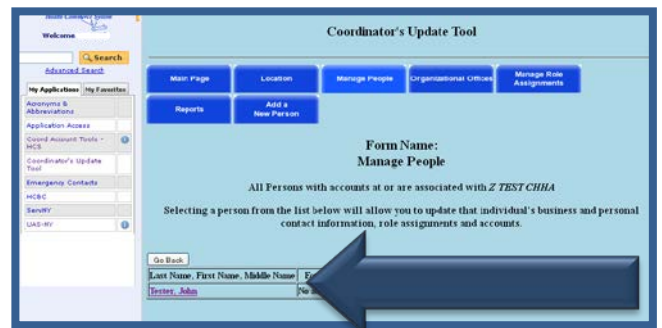 Health Commerce System
Welcome
Search
Advanced Search
My Applications My Favorites
Acronyms &
Abbreviations
Application Access
Coord Account Tools -
HCS
Coordinator's Update
Tool
Emergency Contacts
HCBC
ServNY
UAS-NY
Coordinator's Update Tool
Main Page Location Manage People Organizational Offices Manage Role
Assignments
Reports Add a
New Person
Form Name:
Manage People
All Persons with accounts at or are associated with Z TEST CHHA
Selecting a person from the list below will allow you to update that individual's business and personal
contact information, role assignments and accounts.
Go Back
Last Name, First Name, Middle Name
Tester, John